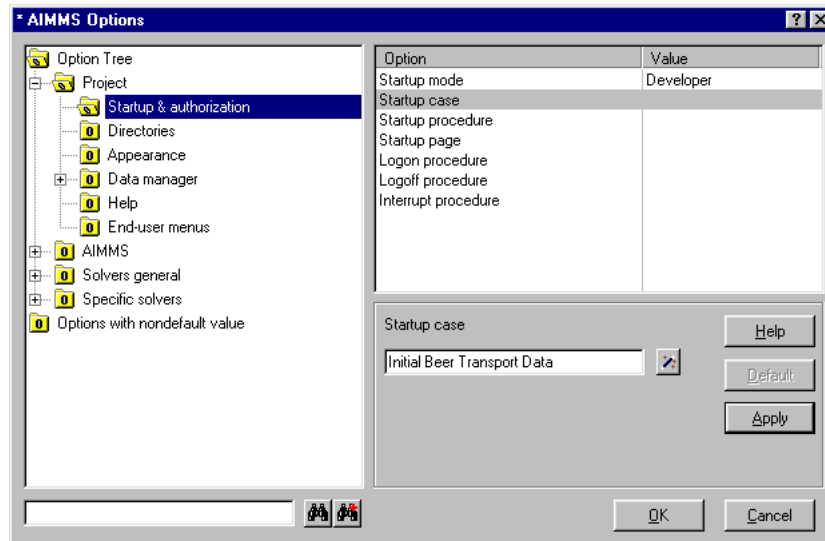 * AIMMS Options
Option Tree
Project
Startup & authorization
Directories
Appearance
Data manager
Help
End-user menus
AIMMS
Solvers general
Specific solvers
Options with nondefault value
Option Value
Startup mode Developer
Startup case
Startup procedure
Startup page
Logon procedure
Logoff procedure
Interrupt procedure
Startup case
Initial Beer Transport Data
Help
Default
Apply
OK
Cancel